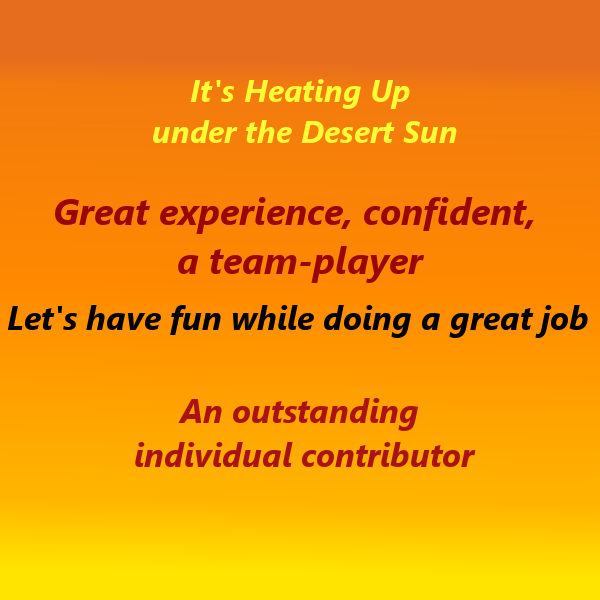 It's Heating Up
under the Desert Sun
Great experience, confident,
a team-player
Let's have fun while doing a great job
An outstanding
individual contributor